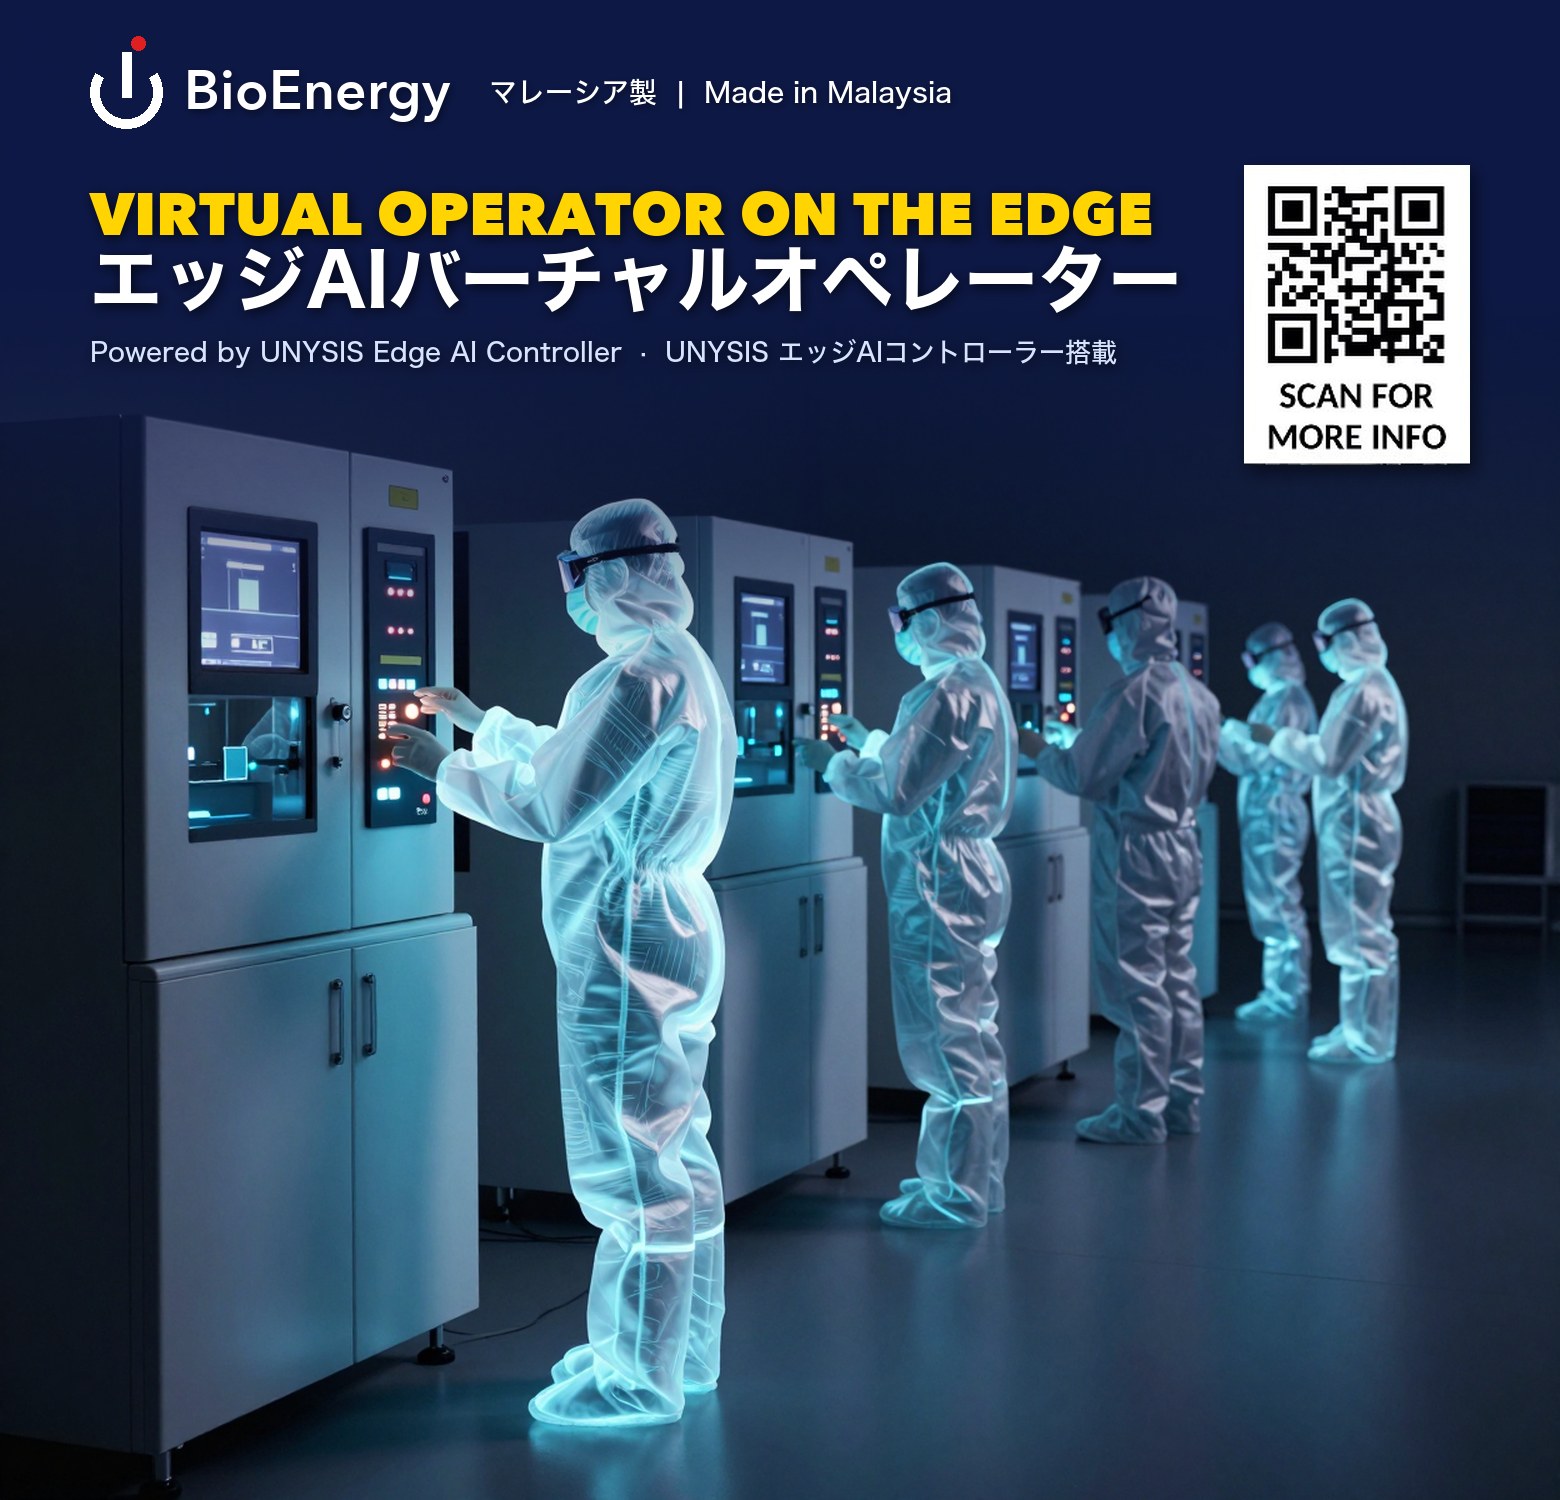 BioEnergy マレーシア製 | Made in Malaysia
VIRTUAL OPERATOR ON THE EDGE
エッジAIバーチャルオペレーター
Powered by UNYSIS Edge AI Controller · UNYSIS エッジAIコントローラー搭載
SCAN FOR
MORE INFO